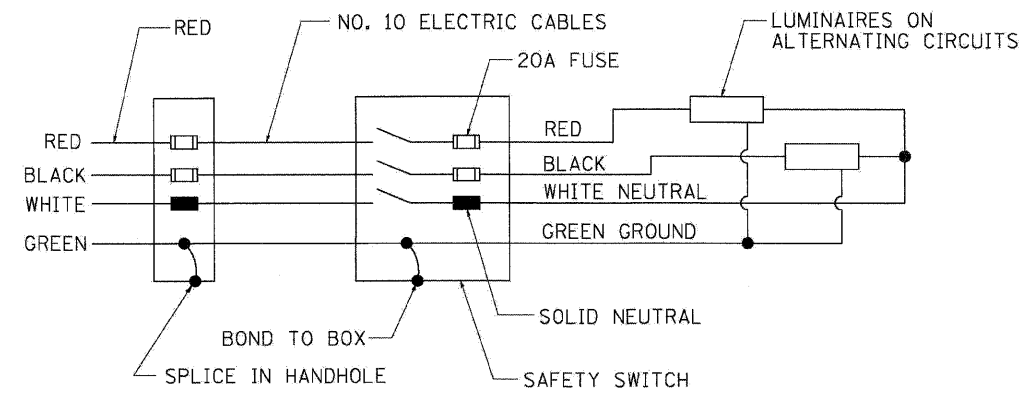 RED
NO. 10 ELECTRIC CABLES
LUMINAIRES ON
ALTERNATING CIRCUITS
20A FUSE
RED
BLACK
WHITE
GREEN
RED
BLACK
WHITE NEUTRAL
GREEN GROUND
SOLID NEUTRAL
BOND TO BOX
SPLICE IN HANDHOLE
SAFETY SWITCH